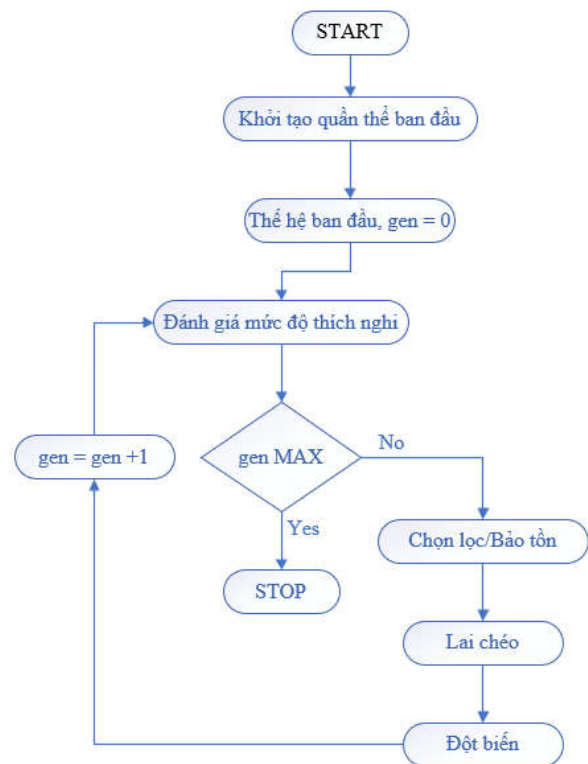 START
Khởi tạo quần thể ban đầu
Thế hệ ban đầu, gen = 0
Đánh giá mức độ thích nghi
gen MAX
No
gen = gen +1
Yes
Chọn lọc/Bảo tồn
STOP
Lai chéo
Đột biến